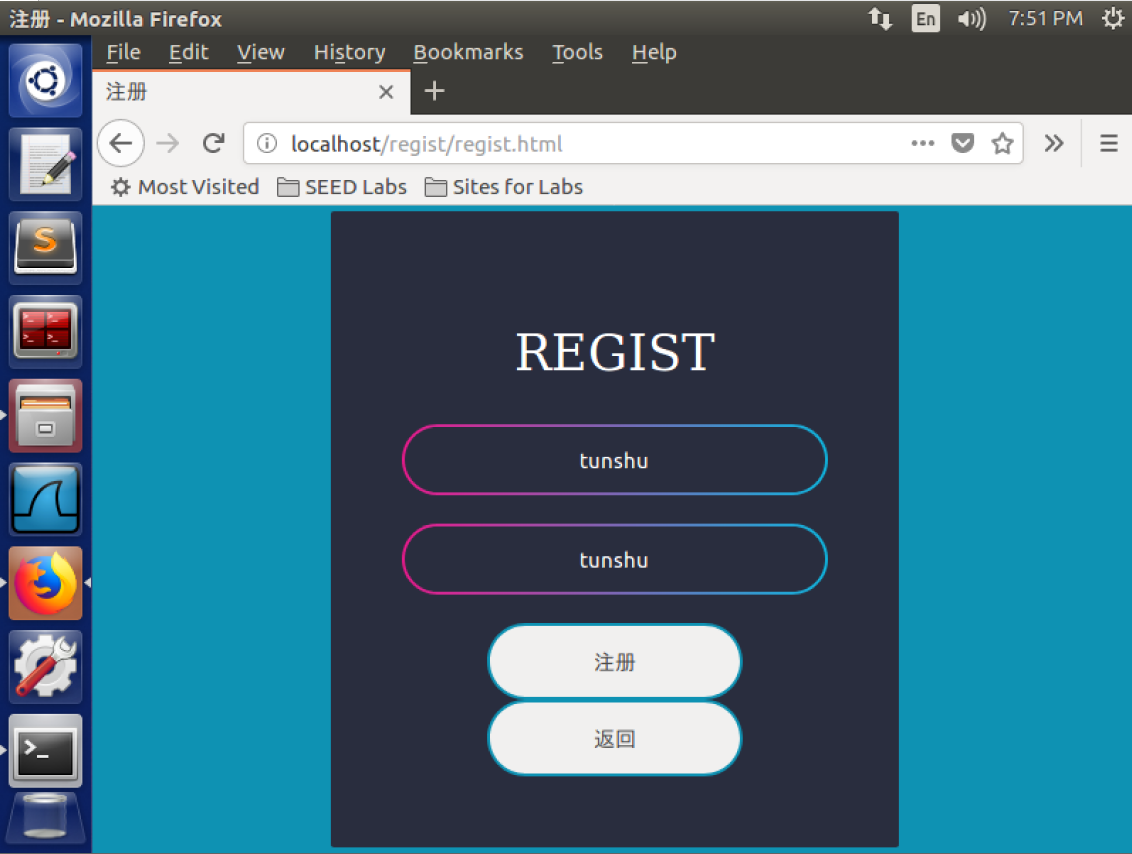 注册 - Mozilla Firefox En 7:51 PM
File Edit View History Bookmarks Tools Help
注册
localhost/regist/regist.html
Most Visited SEED Labs Sites for Labs
REGIST
tunshu
tunshu
注册
返回